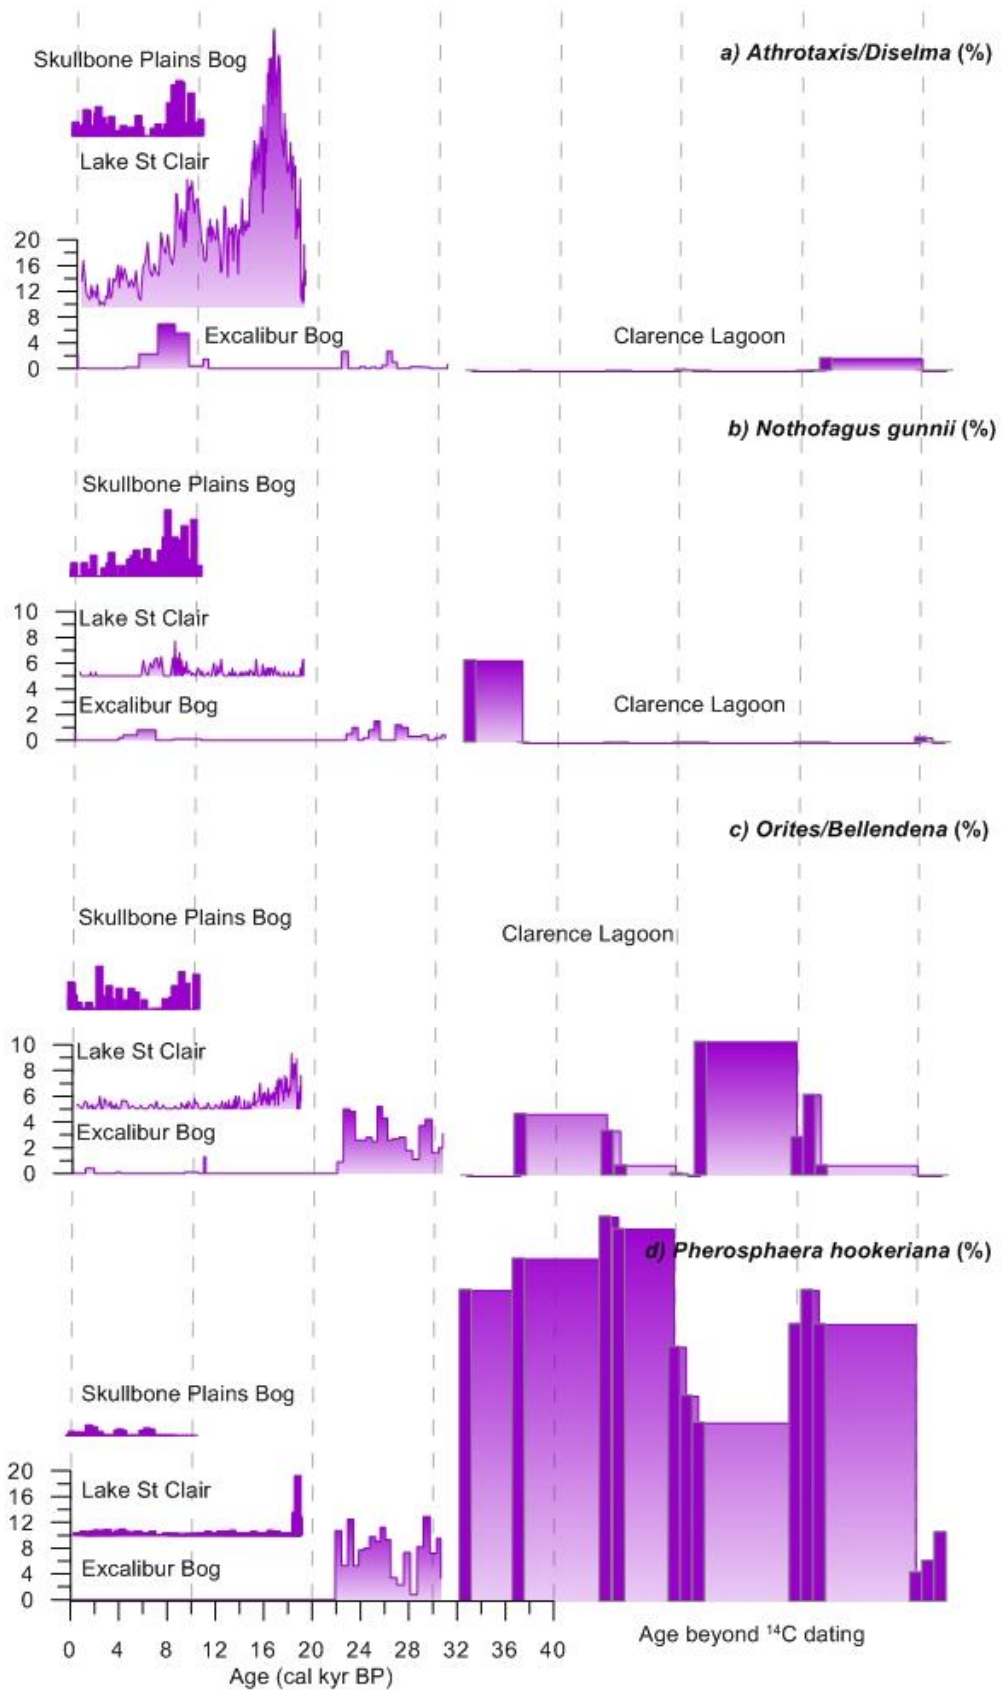 a) Athrotaxis/Diselma (%)
Skullbone Plains Bog
Lake St Clair
20
16
12
8
4
0
Excalibur Bog
Clarence Lagoon
b) Nothofagus gunnii (%)
Skullbone Plains Bog
10
8
6
4
2
0
Lake St Clair
Excalibur Bog
Clarence Lagoon
c) Orites/Bellendena (%)
Skullbone Plains Bog
Clarence Lagoon
10
8
6
4
2
0
Lake St Clair
Excalibur Bog
d) Pherosphaera hookeriana (%)
Skullbone Plains Bog
20
16
12
8
4
0
Lake St Clair
Excalibur Bog
0 4 8 12 16 20 24 28 32 36 40
Age (cal kyr BP)
Age beyond ¹⁴C dating